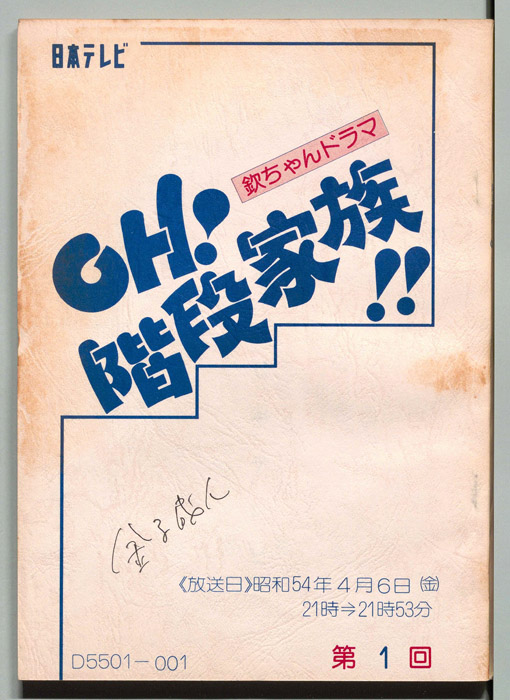 日本テレビ
欽ちゃんドラマ
OH!
階段家族!!
《放送日》昭和54年4月6日(金)
21時→21時53分
D5501-001
第1回